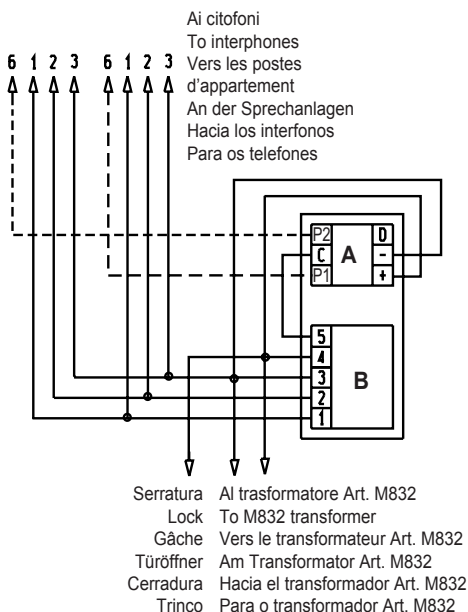 Ai citofoni
To interphones
6 1 2 3 6 1 2 3 Vers les postes
d’appartement
An der Sprechanlagen
Hacia los interfonos
Para os telefones
P2 D
C A -
P1 +
5
4
3 B
2
1
Serratura Al trasformatore Art. M832
Lock To M832 transformer
Gâche Vers le transformateur Art. M832
Türöffner Am Transformator Art. M832
Cerradura Hacia el transformador Art. M832
Trinco Para o transformador Art. M832